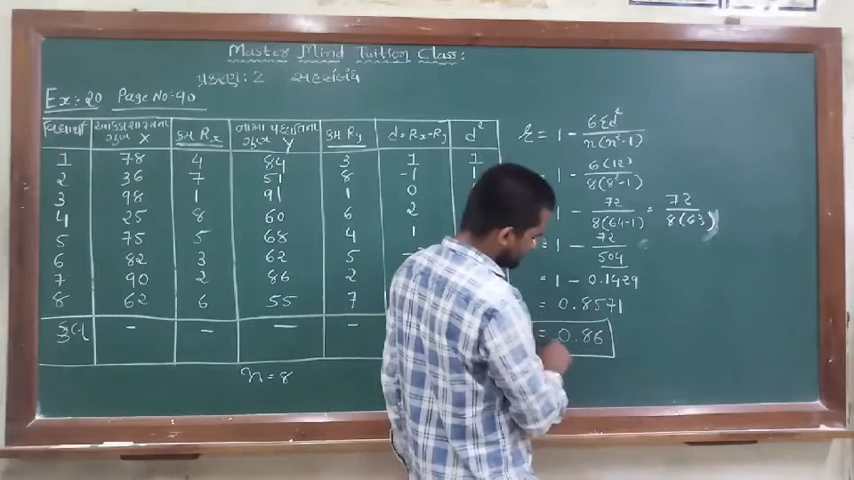 Master Mind Tuition Class
પ્રકરણ : 2 સહસંબંધ
Ex: 20 Page No. 90
વિદ્યાર્થી આંકડાશાસ્ત્રના ગુણ X ક્રમ Rx નામા પદ્ધતિના ગુણ Y ક્રમ Ry d=Rx-Ry d²
1 78 4 84 3 1 1
2 36 7 51 8 -1
3 98 1 91 1 0
4 25 8 60 6 2
5 75 5 68 4 1
6 82 3 62 5
7 90 2 86 2
8 62 6 55 7
કુલ - - - -
n = 8
r = 1 - 6Σd² / n(n²-1)
1 - 6(12) / 8(8²-1)
1 - 72 / 8(64-1) = 72 / 8(63)
= 1 - 72 / 504
= 1 - 0.1429
= 0.8571
= 0.86